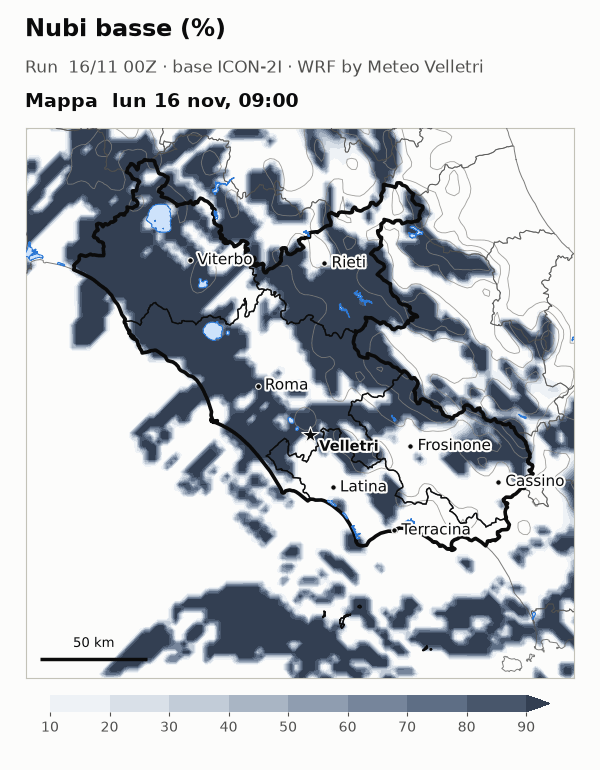 Nubi basse (%)
Run  16/11 00Z · base ICON-2I · WRF by Meteo Velletri
Mappa  lun 16 nov, 09:00
Viterbo
Rieti
Roma
Velletri
Frosinone
Latina
Cassino
Terracina
50 km
10 20 30 40 50 60 70 80 90